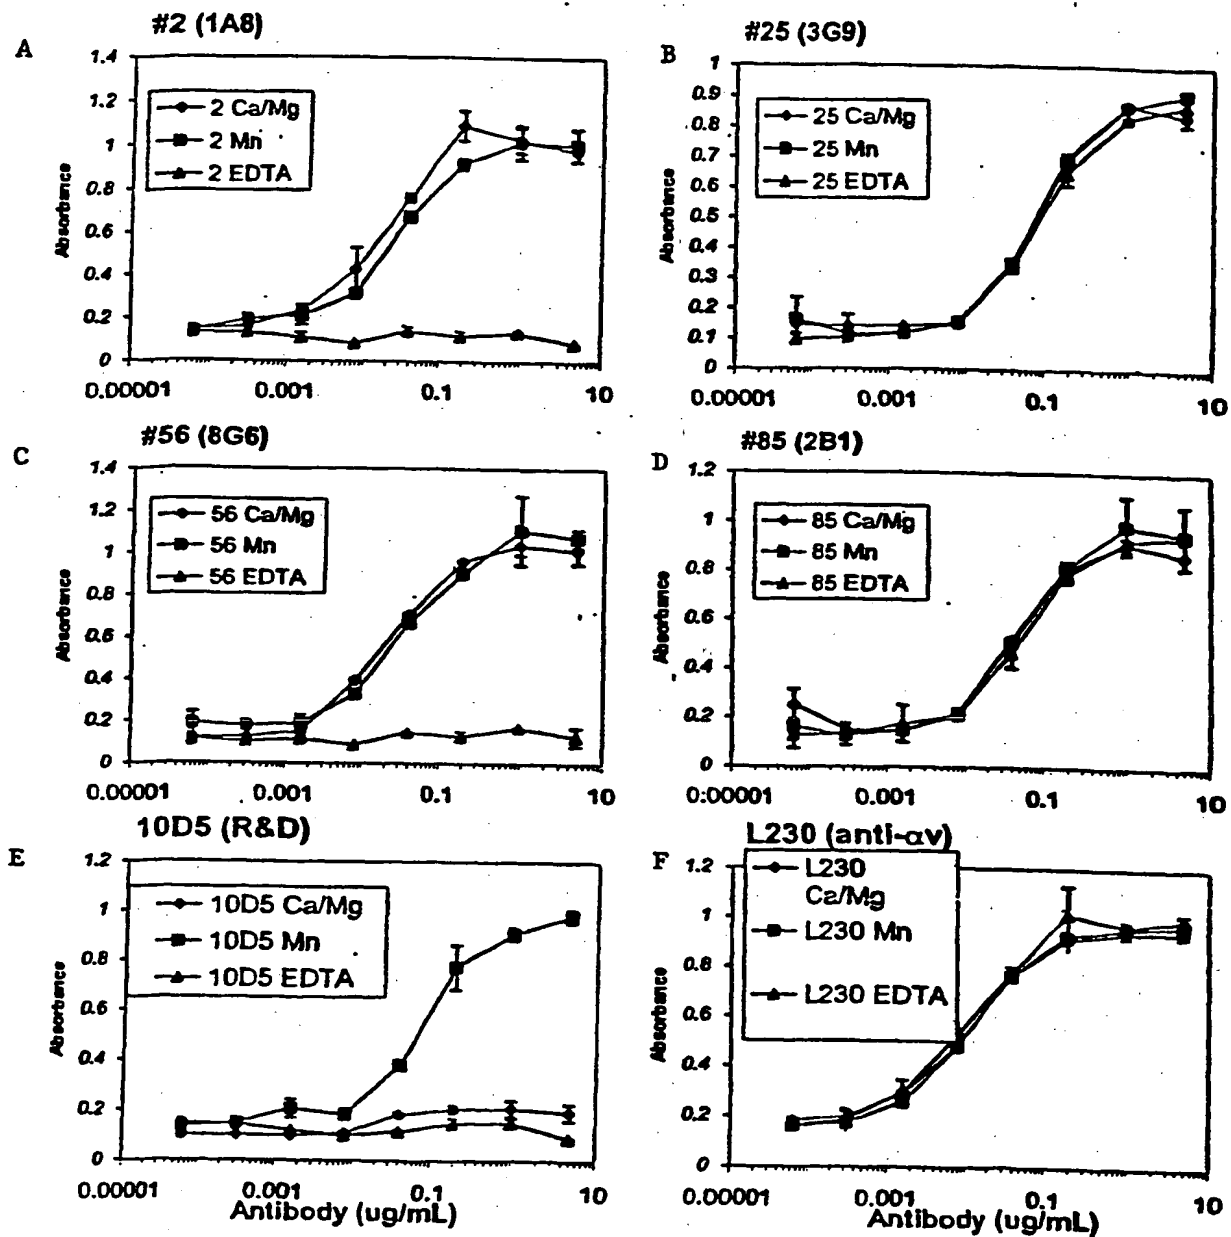 A
#2 (1A8)
1.4
1.2
1
0.8
0.6
0.4
0.2
0
Absorbance
2 Ca/Mg
2 Mn
2 EDTA
0.00001
0.001
0.1
10
B
#25 (3G9)
1
0.9
0.8
0.7
0.6
0.5
0.4
0.3
0.2
0.1
0
Absorbance
25 Ca/Mg
25 Mn
25 EDTA
0.00001
0.001
0.1
10
C
#56 (8G6)
1.4
1.2
1
0.8
0.6
0.4
0.2
0
Absorbance
56 Ca/Mg
56 Mn
56 EDTA
0.00001
0.001
0.1
10
D
#85 (2B1)
1.2
1
0.8
0.6
0.4
0.2
0
Absorbance
85 Ca/Mg
85 Mn
85 EDTA
0:00001
0.001
0.1
10
E
10D5 (R&D)
1.2
1
0.8
0.6
0.4
0.2
0
Absorbance
10D5 Ca/Mg
10D5 Mn
10D5 EDTA
0.00001
0.001
0.1
10
Antibody (ug/mL)
F
L230 (anti-αv)
1.2
1
0.8
0.6
0.4
0.2
0
Absorbance
L230
Ca/Mg
L230 Mn
L230 EDTA
0.00001
0.001
0.1
10
Antibody (ug/mL)